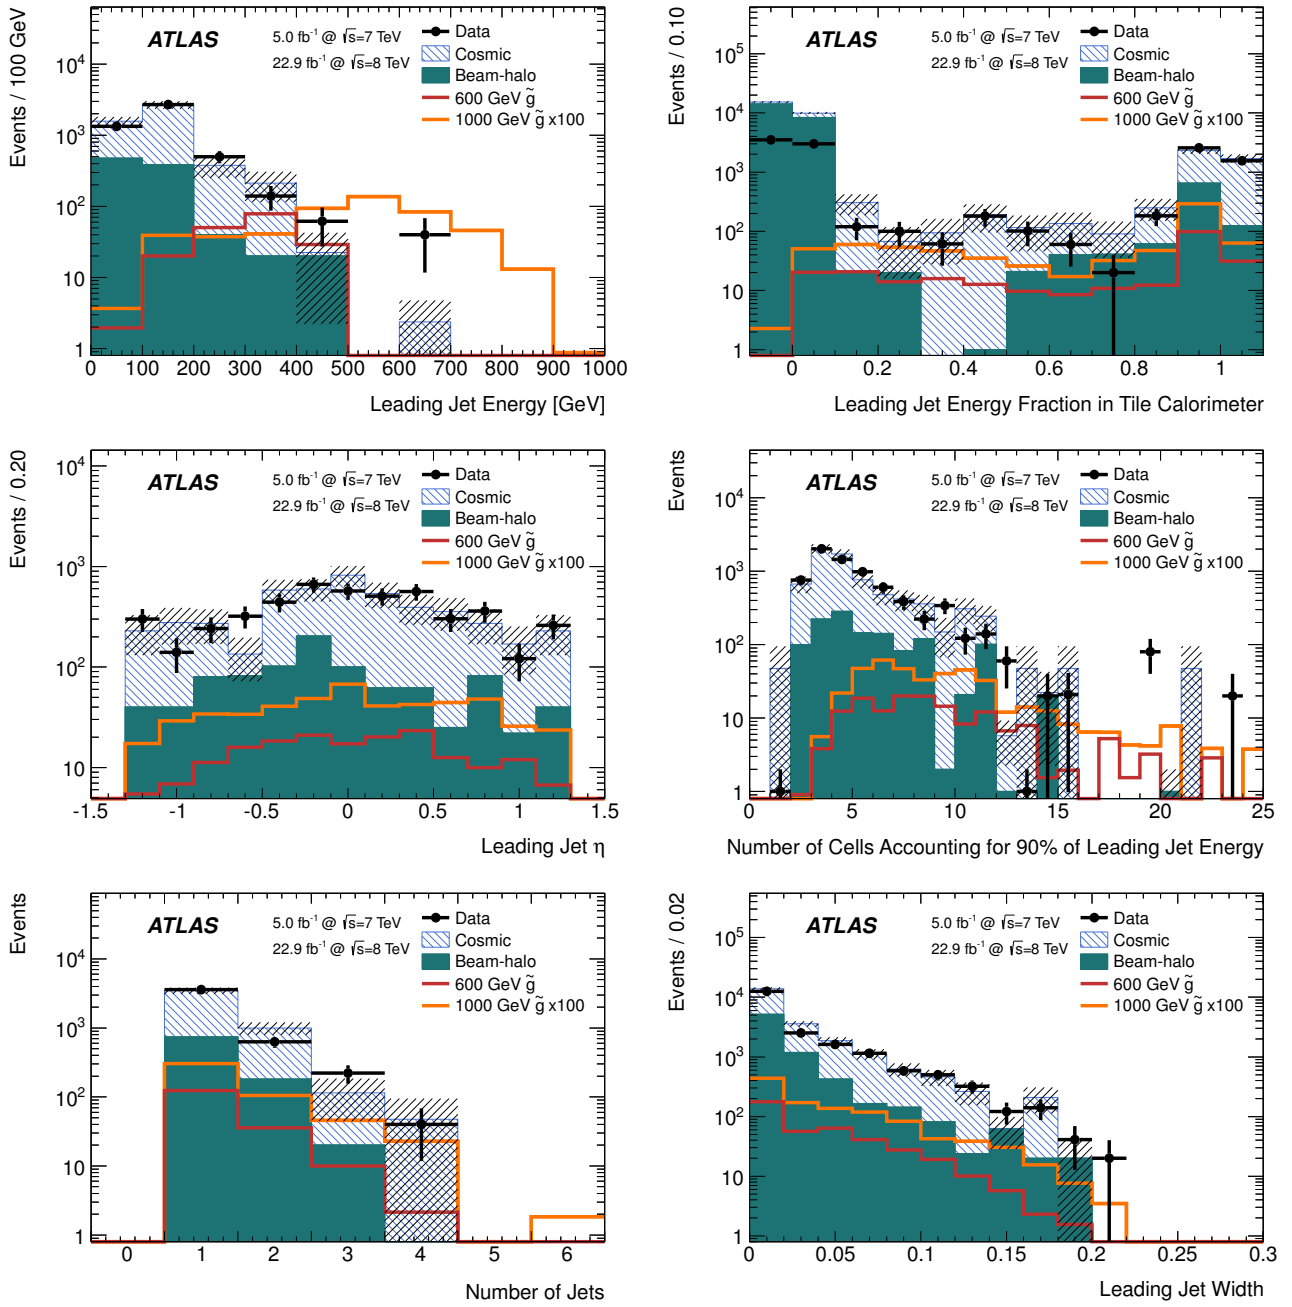 Events / 100 GeV
ATLAS
5.0 fb⁻¹ @ √s=7 TeV
22.9 fb⁻¹ @ √s=8 TeV
Data
Cosmic
Beam-halo
600 GeV g̃
1000 GeV g̃ x100
10⁴
10³
10²
10
1
0 100 200 300 400 500 600 700 800 900 1000
Leading Jet Energy [GeV]
Events / 0.10
ATLAS
5.0 fb⁻¹ @ √s=7 TeV
22.9 fb⁻¹ @ √s=8 TeV
Data
Cosmic
Beam-halo
600 GeV g̃
1000 GeV g̃ x100
10⁵
10⁴
10³
10²
10
1
0 0.2 0.4 0.6 0.8 1
Leading Jet Energy Fraction in Tile Calorimeter
Events / 0.20
ATLAS
5.0 fb⁻¹ @ √s=7 TeV
22.9 fb⁻¹ @ √s=8 TeV
Data
Cosmic
Beam-halo
600 GeV g̃
1000 GeV g̃ x100
10⁴
10³
10²
10
-1.5 -1 -0.5 0 0.5 1 1.5
Leading Jet η
Events
ATLAS
5.0 fb⁻¹ @ √s=7 TeV
22.9 fb⁻¹ @ √s=8 TeV
Data
Cosmic
Beam-halo
600 GeV g̃
1000 GeV g̃ x100
10⁴
10³
10²
10
1
0 5 10 15 20 25
Number of Cells Accounting for 90% of Leading Jet Energy
Events
ATLAS
5.0 fb⁻¹ @ √s=7 TeV
22.9 fb⁻¹ @ √s=8 TeV
Data
Cosmic
Beam-halo
600 GeV g̃
1000 GeV g̃ x100
10⁴
10³
10²
10
1
0 1 2 3 4 5 6
Number of Jets
Events / 0.02
ATLAS
5.0 fb⁻¹ @ √s=7 TeV
22.9 fb⁻¹ @ √s=8 TeV
Data
Cosmic
Beam-halo
600 GeV g̃
1000 GeV g̃ x100
10⁵
10⁴
10³
10²
10
1
0 0.05 0.1 0.15 0.2 0.25 0.3
Leading Jet Width